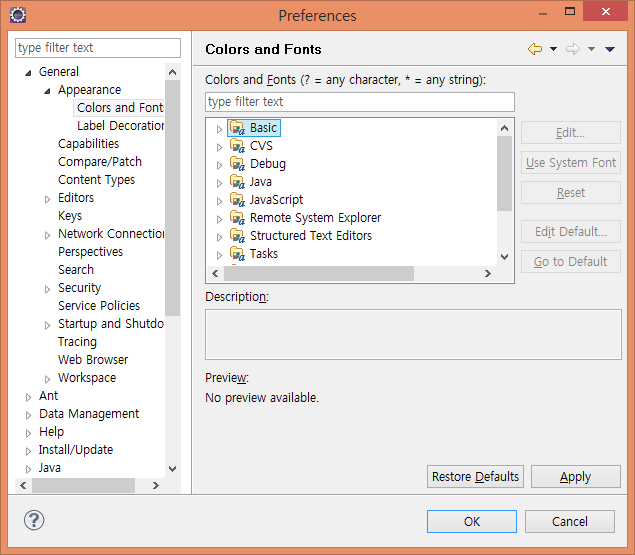 Preferences
type filter text
General
Appearance
Colors and Font
Label Decoration
Capabilities
Compare/Patch
Content Types
Editors
Keys
Network Connection
Perspectives
Search
Security
Service Policies
Startup and Shutdo
Tracing
Web Browser
Workspace
Ant
Data Management
Help
Install/Update
Java
Colors and Fonts
Colors and Fonts (? = any character, * = any string):
type filter text
Basic
CVS
Debug
Java
JavaScript
Remote System Explorer
Structured Text Editors
Tasks
Edit...
Use System Font
Reset
Edit Default...
Go to Default
Description:
Preview:
No preview available.
Restore Defaults
Apply
?
OK
Cancel